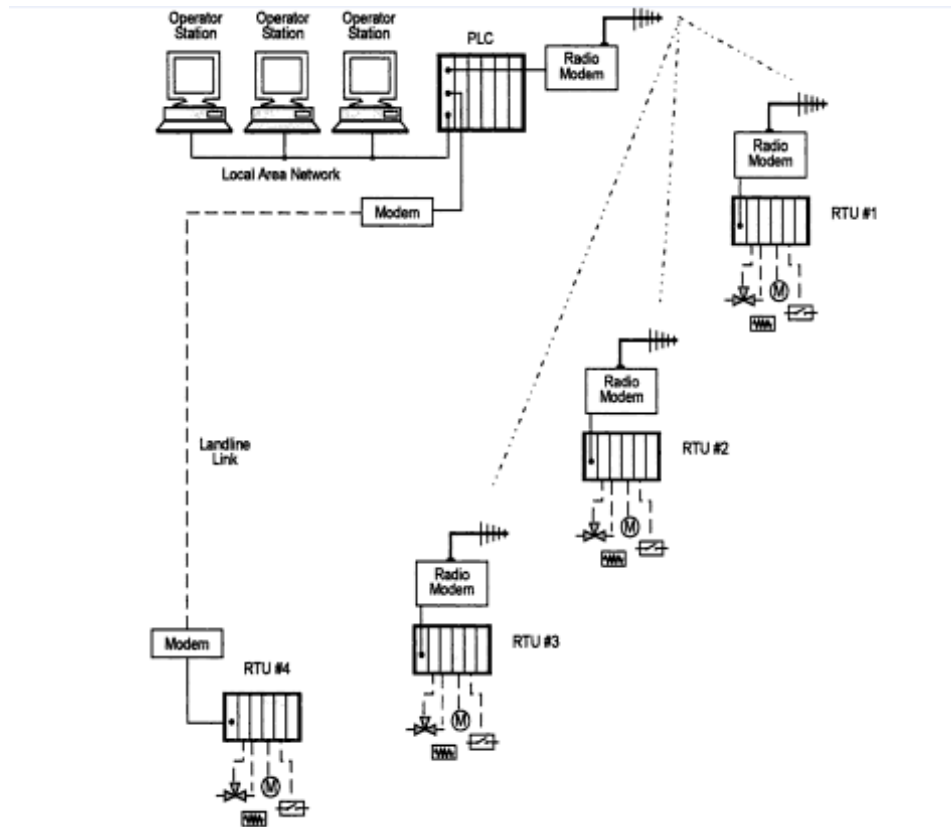 Operator
Station
Operator
Station
Operator
Station
PLC
Radio
Modem
Local Area Network
Modem
Radio
Modem
RTU #1
M
Radio
Modem
RTU #2
M
Landline
Link
Radio
Modem
RTU #3
M
Modem
RTU #4
M